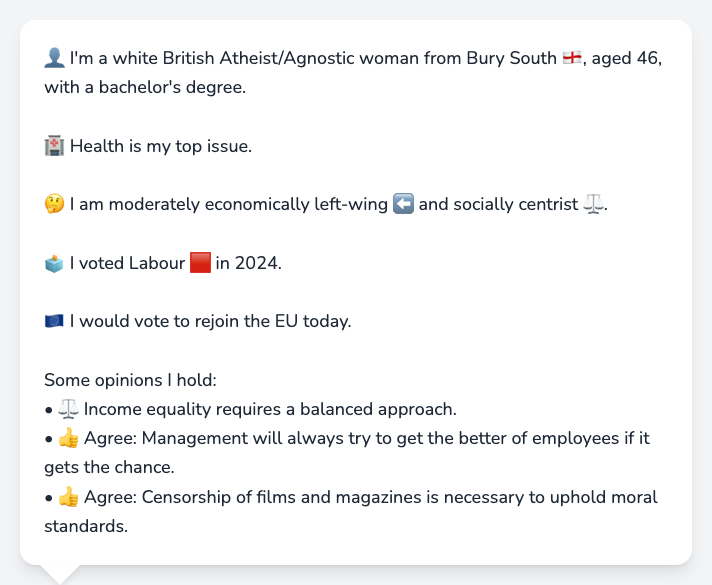 👤 I'm a white British Atheist/Agnostic woman from Bury South 🏴󠁧󠁢󠁥󠁮󠁧󠁿, aged 46,
with a bachelor's degree.
🏥 Health is my top issue.
🤔 I am moderately economically left-wing ⬅️ and socially centrist ⚖️.
🗳️ I voted Labour 🟥 in 2024.
🇪🇺 I would vote to rejoin the EU today.
Some opinions I hold:
• ⚖️ Income equality requires a balanced approach.
• 👍 Agree: Management will always try to get the better of employees if it
gets the chance.
• 👍 Agree: Censorship of films and magazines is necessary to uphold moral
standards.